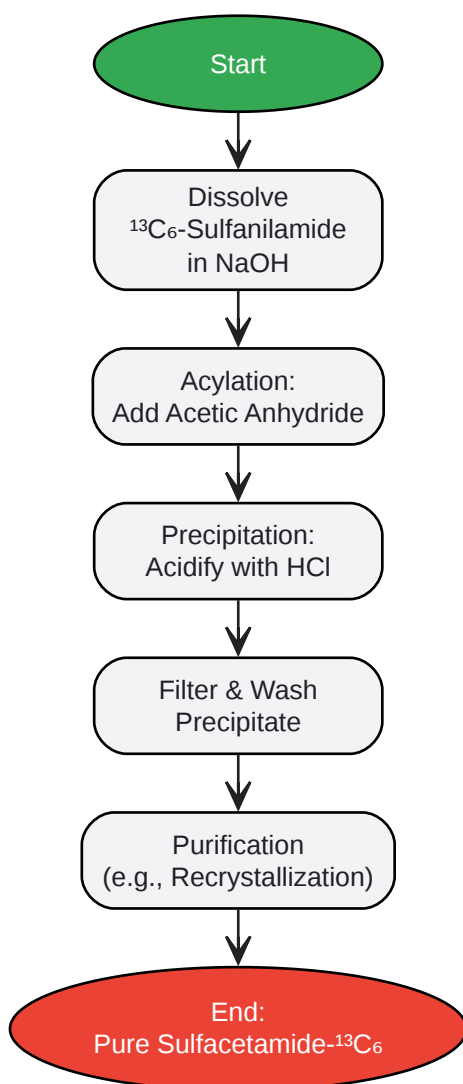 Start
Dissolve
¹³C₆-Sulfanilamide
in NaOH
Acylation:
Add Acetic Anhydride
Precipitation:
Acidify with HCl
Filter & Wash
Precipitate
Purification
(e.g., Recrystallization)
End:
Pure Sulfacetamide-¹³C₆